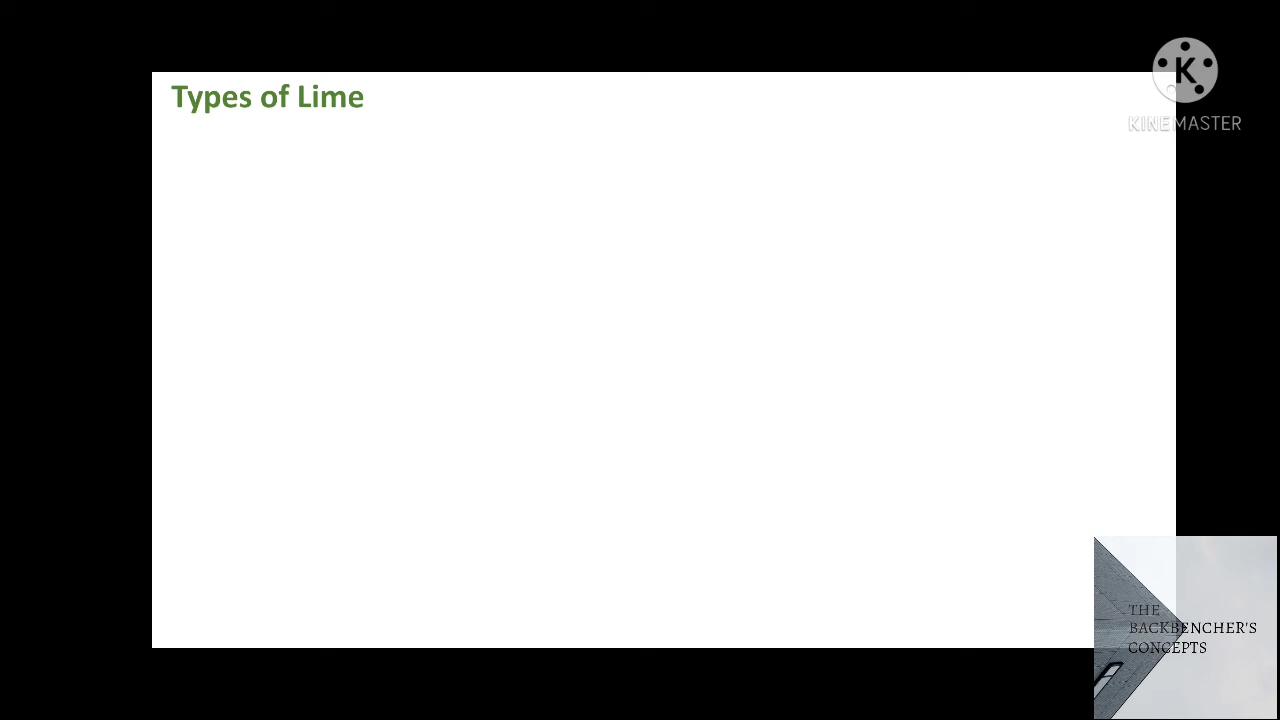 Types of Lime
K
KINEMASTER
THE
BACKBENCHER'S
CONCEPTS